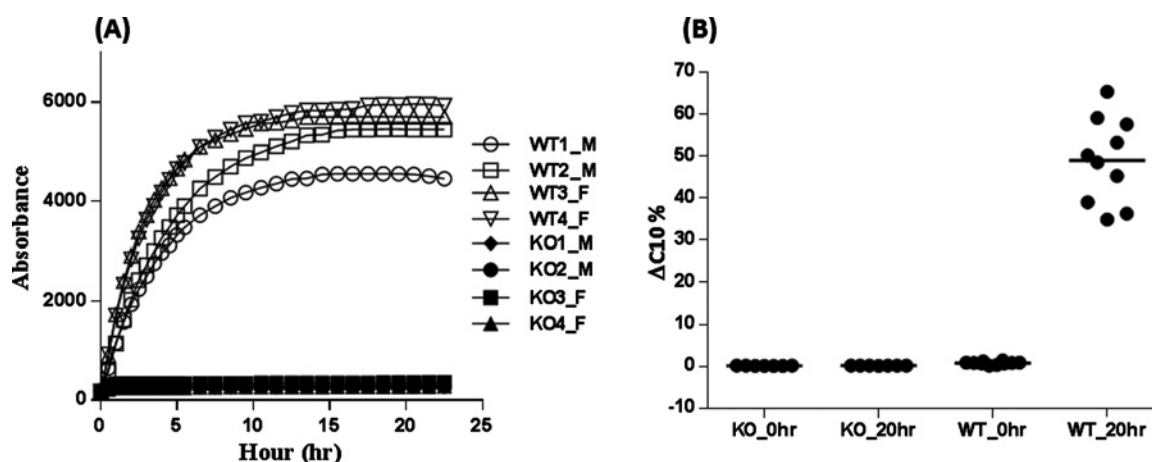 (A)
Absorbance
6000
4000
2000
0
0 5 10 15 20 25
Hour (hr)
WT1_M
WT2_M
WT3_F
WT4_F
KO1_M
KO2_M
KO3_F
KO4_F
(B)
ΔC10%
70
60
50
40
30
20
10
0
-10
KO_0hr KO_20hr WT_0hr WT_20hr